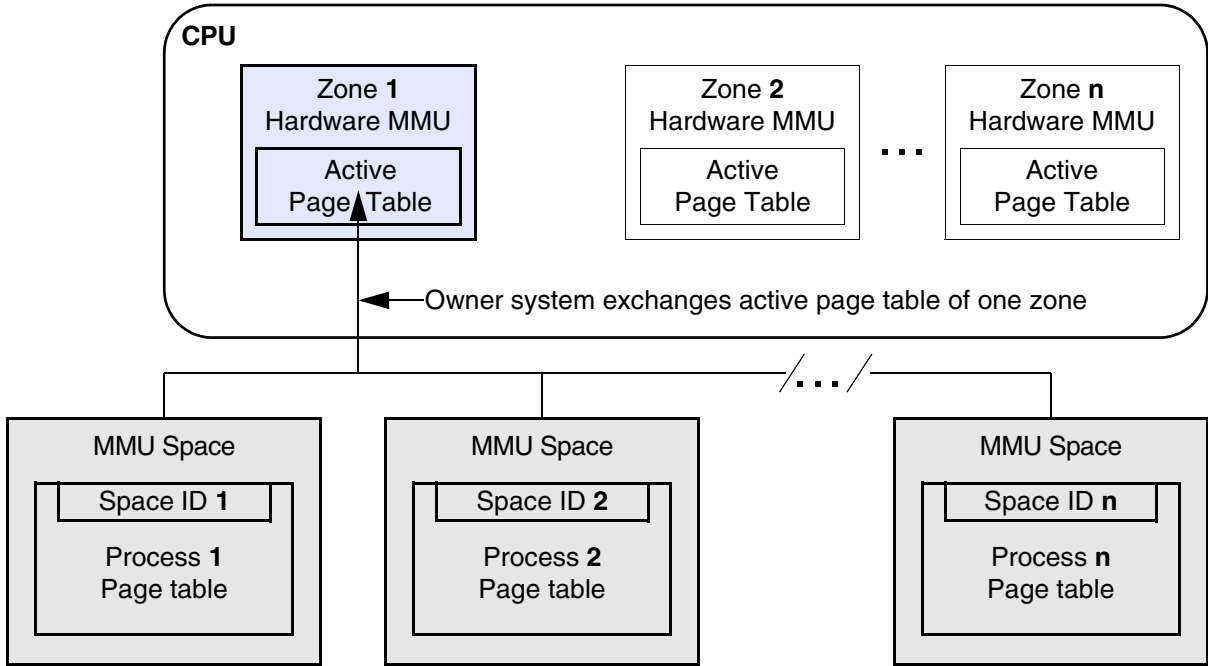 CPU
Zone 1
Hardware MMU
Active
Page Table
Zone 2
Hardware MMU
Active
Page Table
...
Zone n
Hardware MMU
Active
Page Table
Owner system exchanges active page table of one zone
/.../
MMU Space
Space ID 1
Process 1
Page table
MMU Space
Space ID 2
Process 2
Page table
MMU Space
Space ID n
Process n
Page table